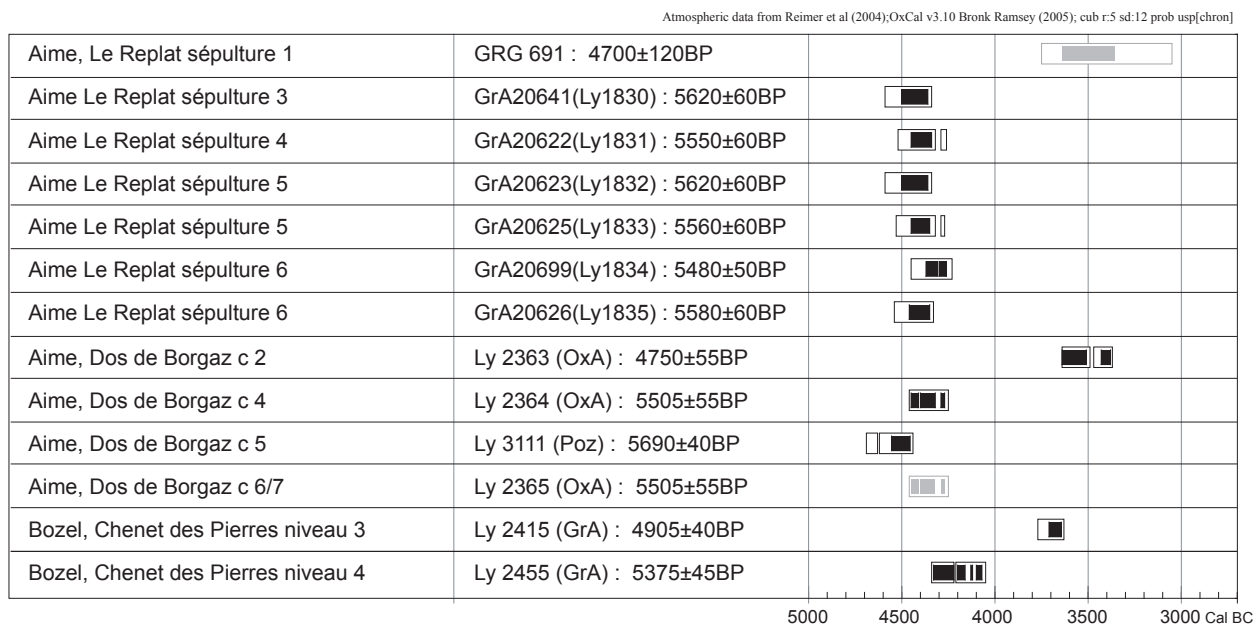 Atmospheric data from Reimer et al (2004);OxCal v3.10 Bronk Ramsey (2005); cub r:5 sd:12 prob usp[chron]
Aime, Le Replat sépulture 1 GRG 691 : 4700±120BP
Aime Le Replat sépulture 3 GrA20641(Ly1830) : 5620±60BP
Aime Le Replat sépulture 4 GrA20622(Ly1831) : 5550±60BP
Aime Le Replat sépulture 5 GrA20623(Ly1832) : 5620±60BP
Aime Le Replat sépulture 5 GrA20625(Ly1833) : 5560±60BP
Aime Le Replat sépulture 6 GrA20699(Ly1834) : 5480±50BP
Aime Le Replat sépulture 6 GrA20626(Ly1835) : 5580±60BP
Aime, Dos de Borgaz c 2 Ly 2363 (OxA) : 4750±55BP
Aime, Dos de Borgaz c 4 Ly 2364 (OxA) : 5505±55BP
Aime, Dos de Borgaz c 5 Ly 3111 (Poz) : 5690±40BP
Aime, Dos de Borgaz c 6/7 Ly 2365 (OxA) : 5505±55BP
Bozel, Chenet des Pierres niveau 3 Ly 2415 (GrA) : 4905±40BP
Bozel, Chenet des Pierres niveau 4 Ly 2455 (GrA) : 5375±45BP
5000 4500 4000 3500 3000 Cal BC